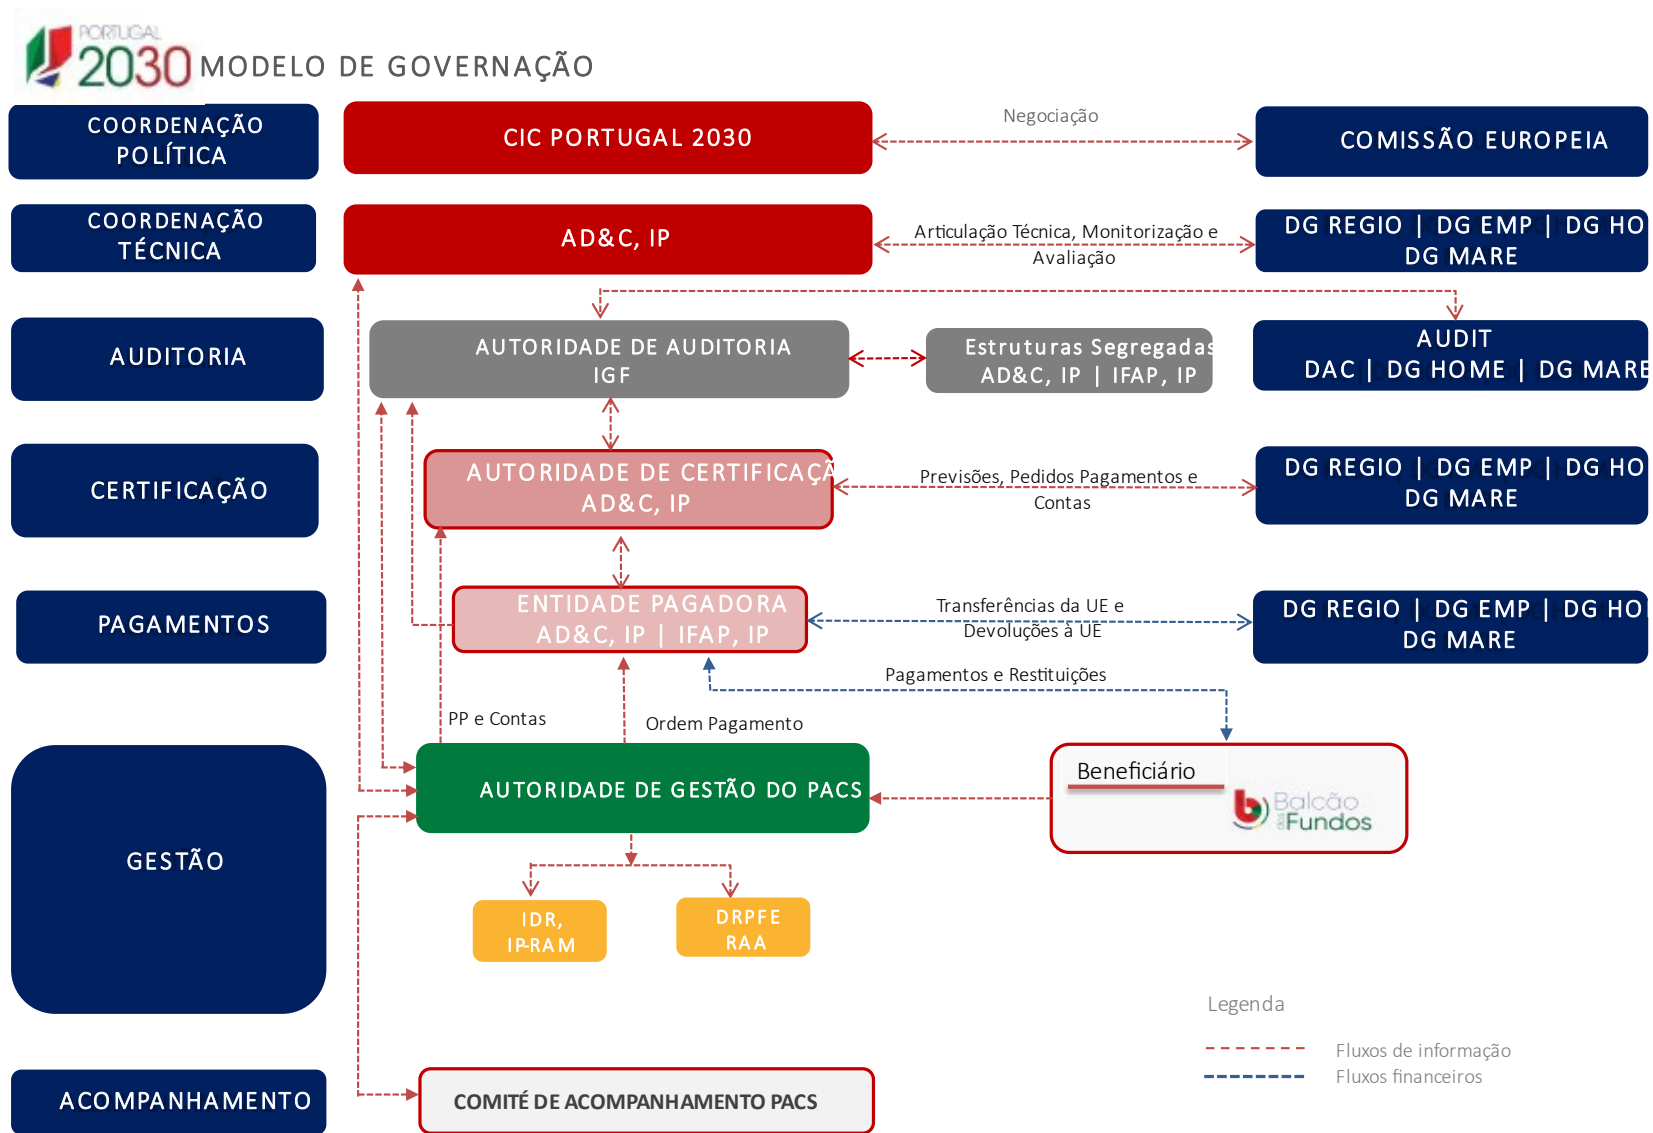 PORTUGAL
2030
MODELO DE GOVERNAÇÃO
COORDENAÇÃO
POLÍTICA
CIC PORTUGAL 2030
Negociação
COMISSÃO EUROPEIA
COORDENAÇÃO
TÉCNICA
AD&C, IP
Articulação Técnica, Monitorização e
Avaliação
DG REGIO | DG EMP | DG HO
DG MARE
AUDITORIA
AUTORIDADE DE AUDITORIA
IGF
Estruturas Segregadas
AD&C, IP | IFAP, IP
AUDIT
DAC | DG HOME | DG MARE
CERTIFICAÇÃO
AUTORIDADE DE CERTIFICAÇÃ
AD&C, IP
Previsões, Pedidos Pagamentos e
Contas
DG REGIO | DG EMP | DG HO
DG MARE
PAGAMENTOS
ENTIDADE PAGADORA
AD&C, IP | IFAP, IP
Transferências da UE e
Devoluções à UE
DG REGIO | DG EMP | DG HO
DG MARE
Pagamentos e Restituições
PP e Contas
Ordem Pagamento
GESTÃO
AUTORIDADE DE GESTÃO DO PACS
Beneficiário
Balcão
dos Fundos
IDR,
IP-RAM
DRPFE
RAA
Legenda
Fluxos de informação
Fluxos financeiros
ACOMPANHAMENTO
COMITÉ DE ACOMPANHAMENTO PACS